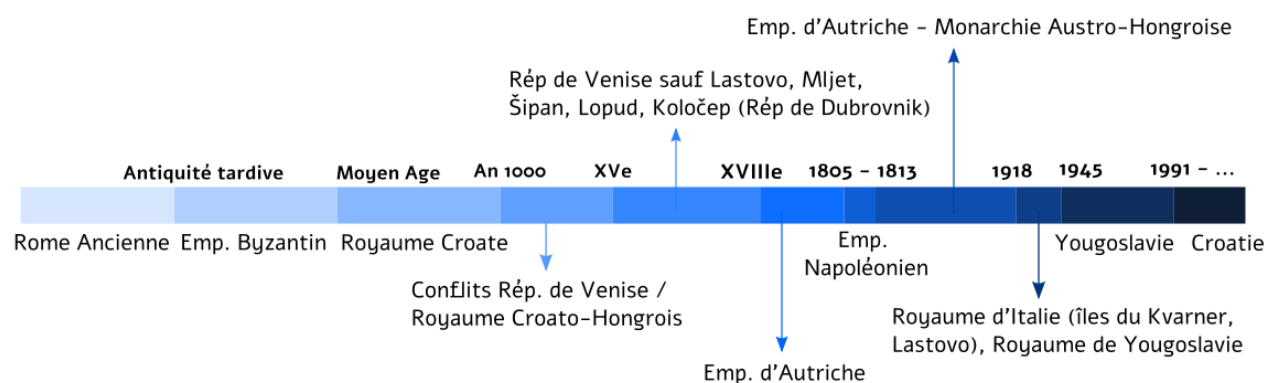 Emp. d'Autriche - Monarchie Austro-Hongroise
Rép de Venise sauf Lastovo, Mljet,
Šipan, Lopud, Koločep (Rép de Dubrovnik)
Antiquité tardive
Moyen Age
An 1000
XVe
XVIIIe
1805 - 1813
1918
1945
1991 - ...
Rome Ancienne
Emp. Byzantin
Royaume Croate
Emp.
Napoléonien
Yougoslavie
Croatie
Conflits Rép. de Venise /
Royaume Croato-Hongrois
Royaume d'Italie (îles du Kvarner,
Lastovo), Royaume de Yougoslavie
Emp. d'Autriche